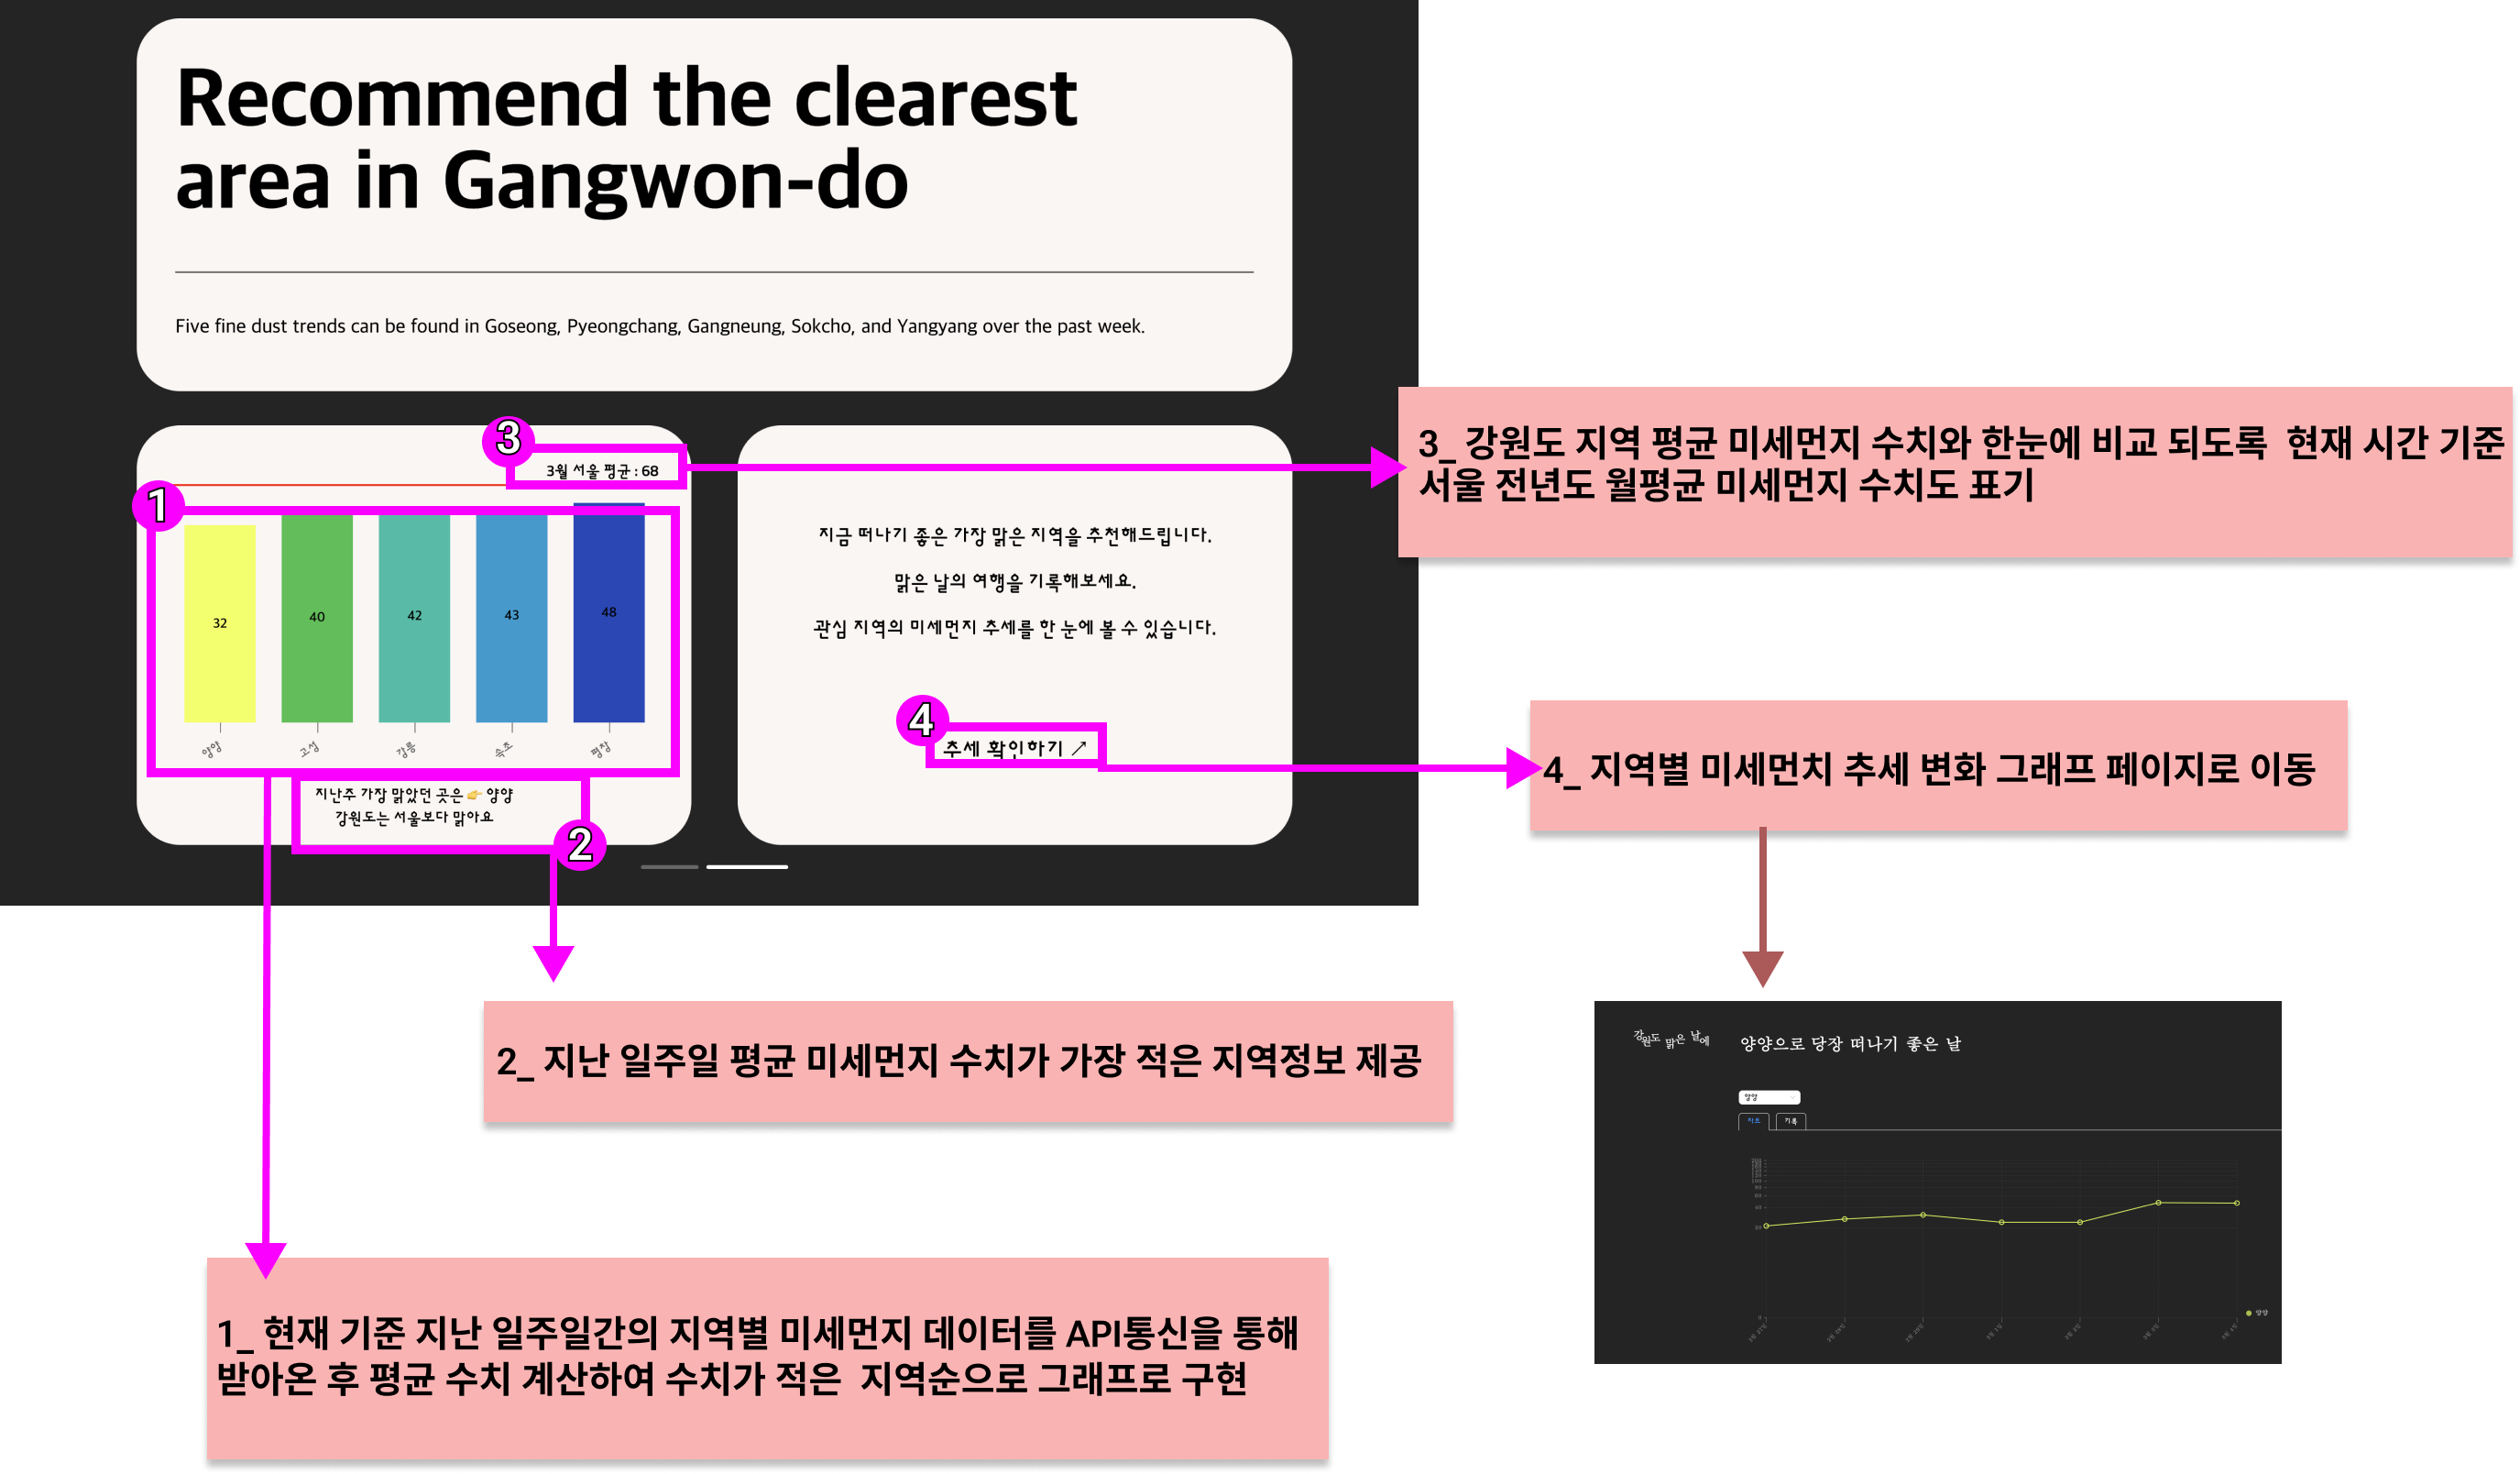 Recommend the clearest
area in Gangwon-do
Five fine dust trends can be found in Goseong, Pyeongchang, Gangneung, Sokcho, and Yangyang over the past week.
3
3월 서울 평균 : 68
1
32
40
42
43
48
양양
고성
강릉
속초
평창
지난주 가장 맑았던 곳은 👉 양양
강원도는 서울보다 맑아요
2
지금 떠나기 좋은 가장 맑은 지역을 추천해드립니다.
맑은 날의 여행을 기록해보세요.
관심 지역의 미세먼지 추세를 한 눈에 볼 수 있습니다.
4
추세 확인하기 ↗
3_ 강원도 지역 평균 미세먼지 수치와 한눈에 비교 되도록 현재 시간 기준
서울 전년도 월평균 미세먼지 수치도 표기
4_ 지역별 미세먼치 추세 변화 그래프 페이지로 이동
2_ 지난 일주일 평균 미세먼지 수치가 가장 적은 지역정보 제공
1_ 현재 기준 지난 일주일간의 지역별 미세먼지 데이터를 API통신을 통해
받아온 후 평균 수치 계산하여 수치가 적은 지역순으로 그래프로 구현
강원도 맑은 날에
양양으로 당장 떠나기 좋은 날
양양
차트
기록
양양